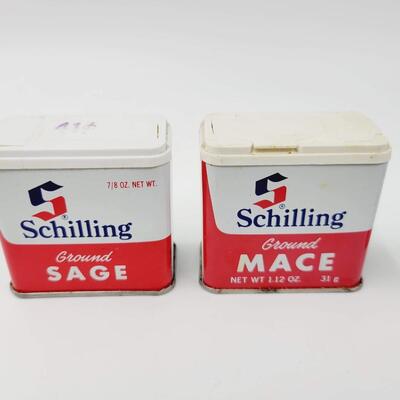 7/8 OZ. NET WT.
S®
Schilling
Ground
SAGE
S®
Schilling
Ground
MACE
NET WT 1.12 OZ. 31 g